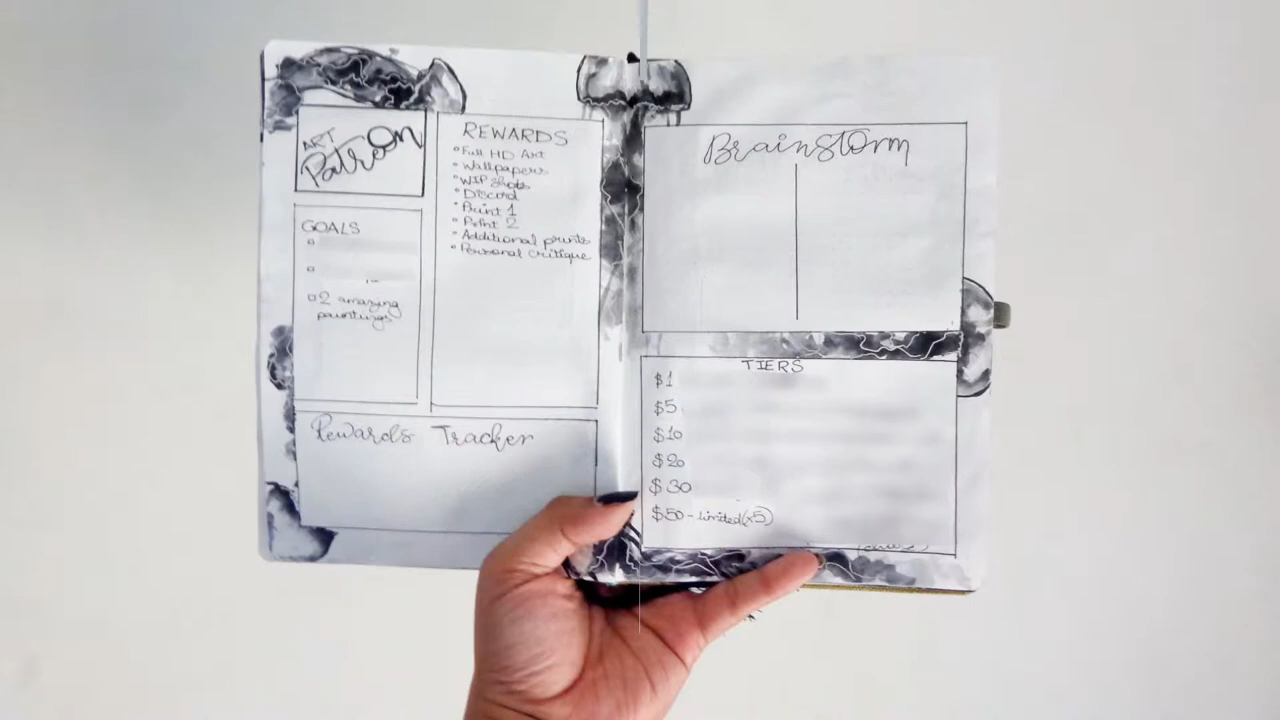 ART
PatrOn
REWARDS
Full HD Art
Wallpapers
WIP Shots
Discord
Print 1
Print 2
Additional prints
Personal critique
GOALS
2 amazing
paintings
Rewards Tracker
BrainStorm
TIERS
$1
$5
$10
$20
$30
$50 - limited (x5)